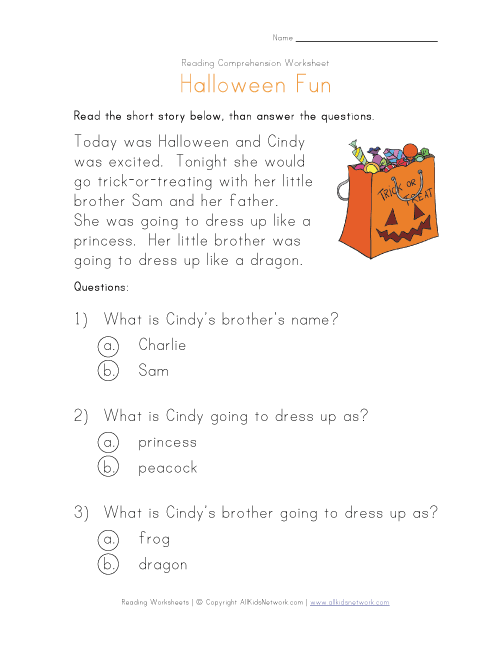 Name
Reading Comprehension Worksheet
Halloween Fun
Read the short story below, than answer the questions.
Today was Halloween and Cindy
was excited.  Tonight she would
go trick-or-treating with her little
brother Sam and her father.
She was going to dress up like a
princess.  Her little brother was
going to dress up like a dragon.
TRICK OR
TREAT
Questions:
1) What is Cindy's brother's name?
a. Charlie
b. Sam
2) What is Cindy going to dress up as?
a. princess
b. peacock
3) What is Cindy's brother going to dress up as?
a. frog
b. dragon
Reading Worksheets | © Copyright AllKidsNetwork.com | www.allkidsnetwork.com